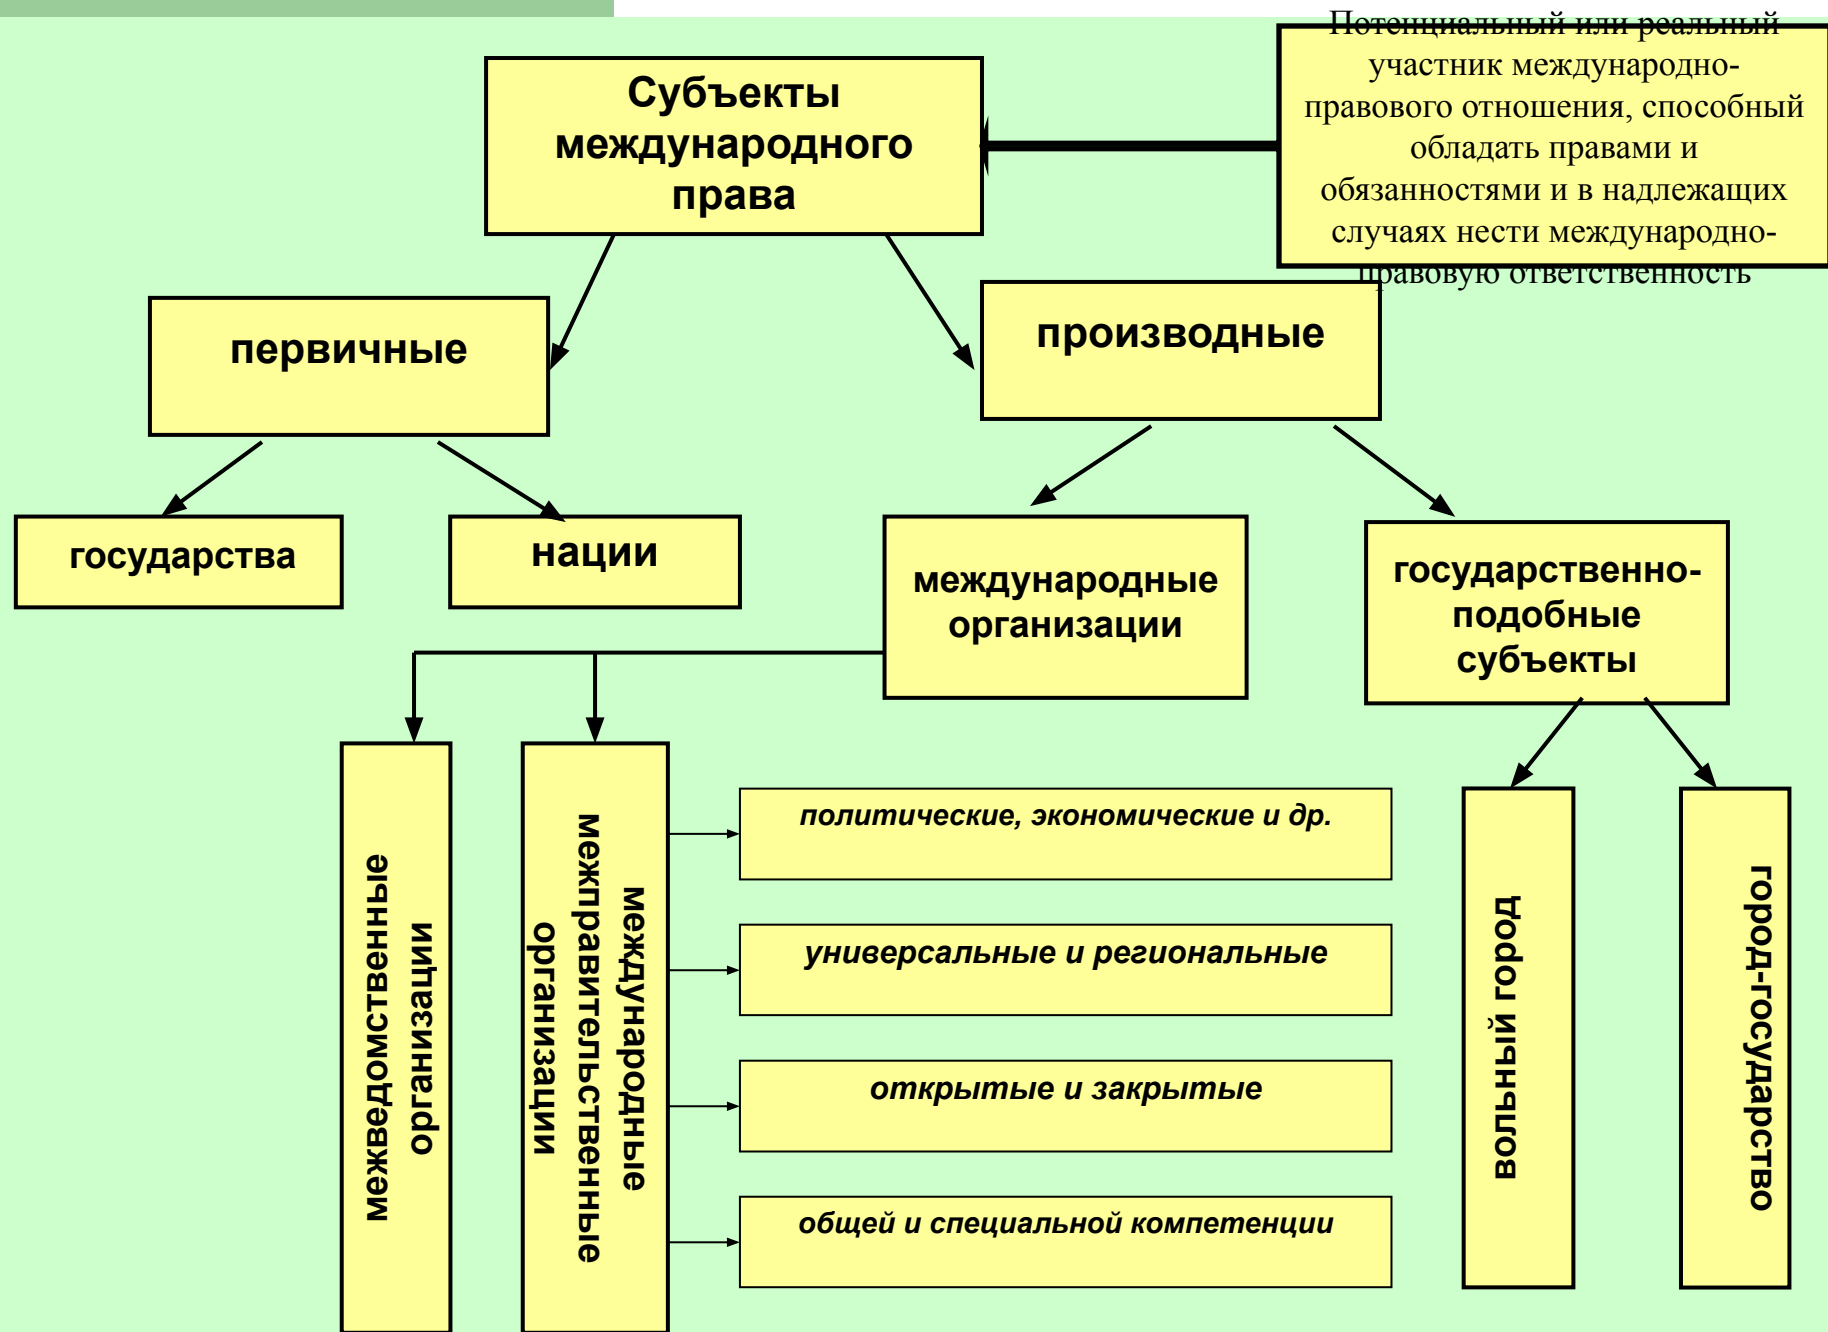 Субъекты
международного
права
Потенциальный или реальный
участник международно-
правового отношения, способный
обладать правами и
обязанностями и в надлежащих
случаях нести международно-
правовую ответственность
первичные
производные
государства
нации
международные
организации
государственно-
подобные
субъекты
межведомственные
организации
международные
межправительственные
организации
политические, экономические и др.
универсальные и региональные
открытые и закрытые
общей и специальной компетенции
вольный город
город-государство